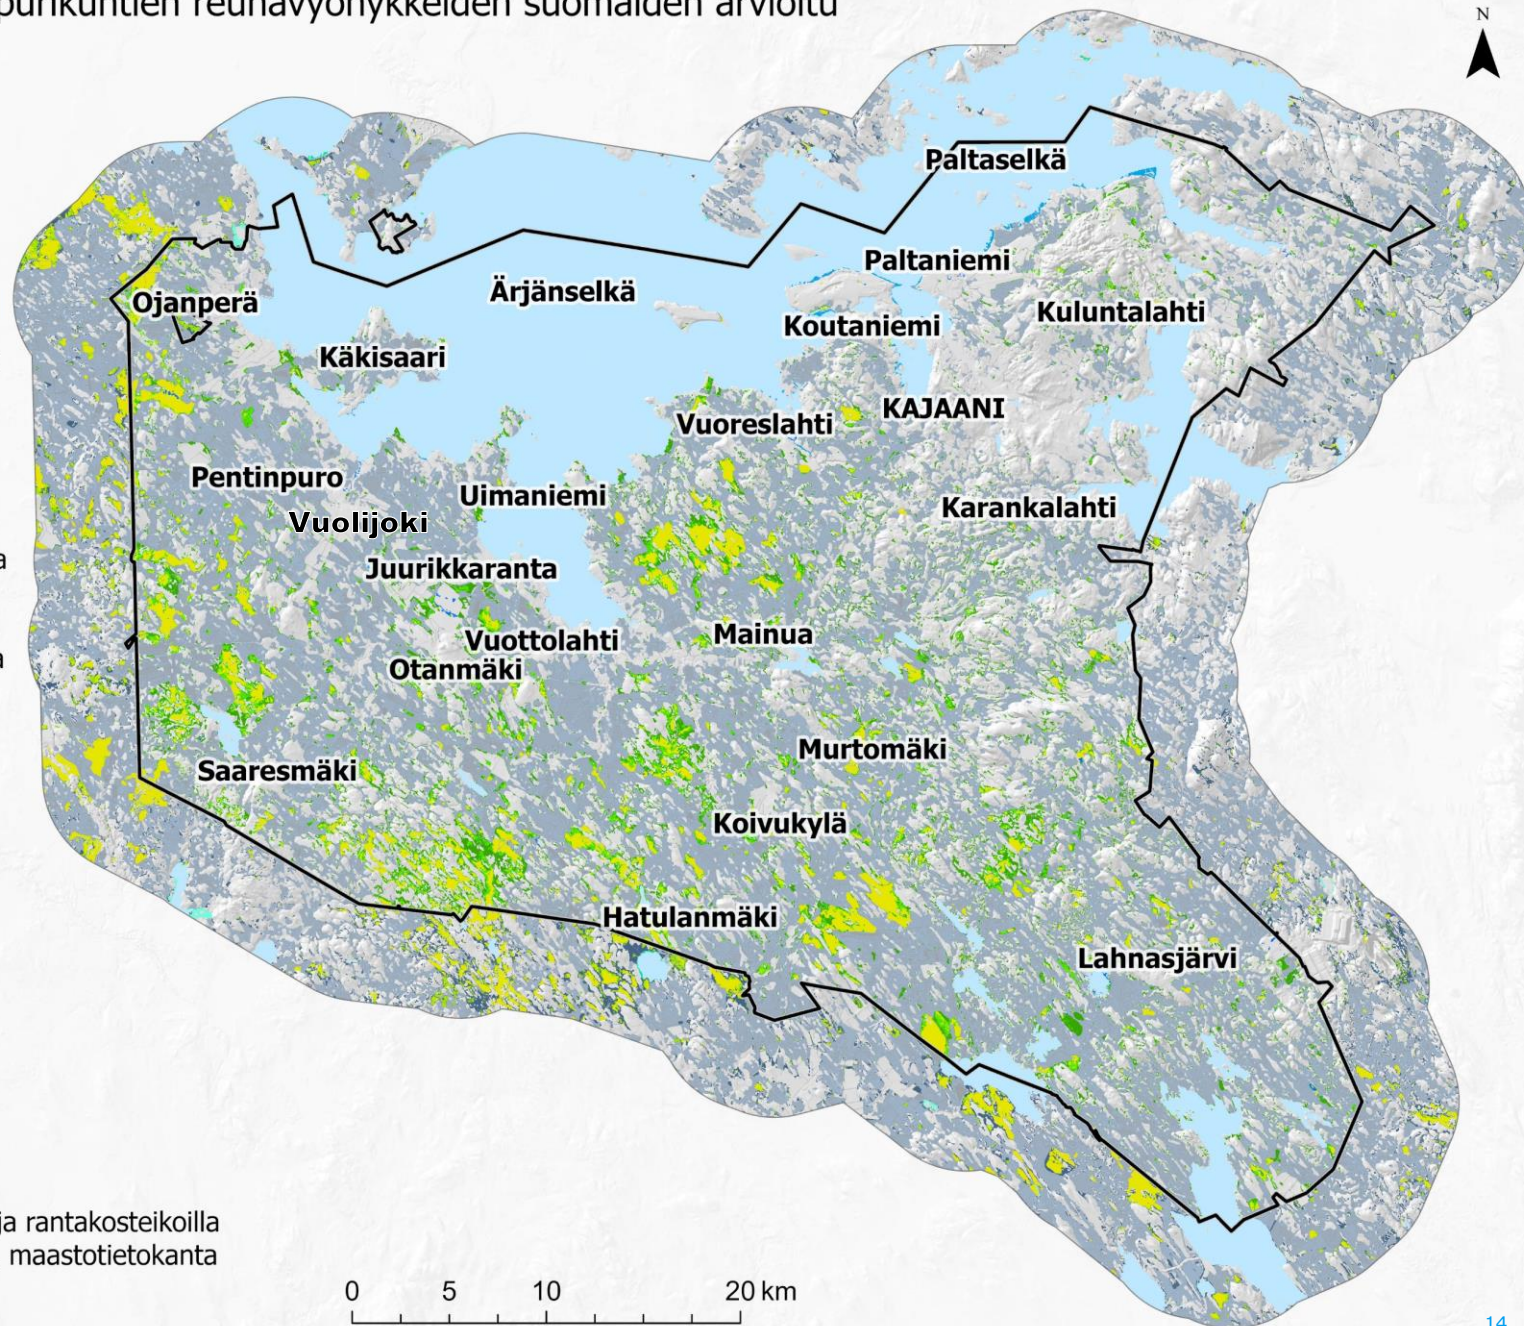 purikuntien reunavyöhykkeiden suomaiden arvioitu
N
Paltaselkä
Paltaniemi
Ojanperä
Ärjänselkä
Koutaniemi
Kuluntalahti
Käkisaari
KAJAANI
Vuoreslahti
Pentinpuro
Uimaniemi
Karankalahti
Vuolijoki
a
Juurikkaranta
Mainua
Vuottolahti
a
Otanmäki
Murtomäki
Saaresmäki
Koivukylä
Hatulanmäki
Lahnasjärvi
ja rantakosteikoilla
maastotietokanta
0 5 10 20 km
14